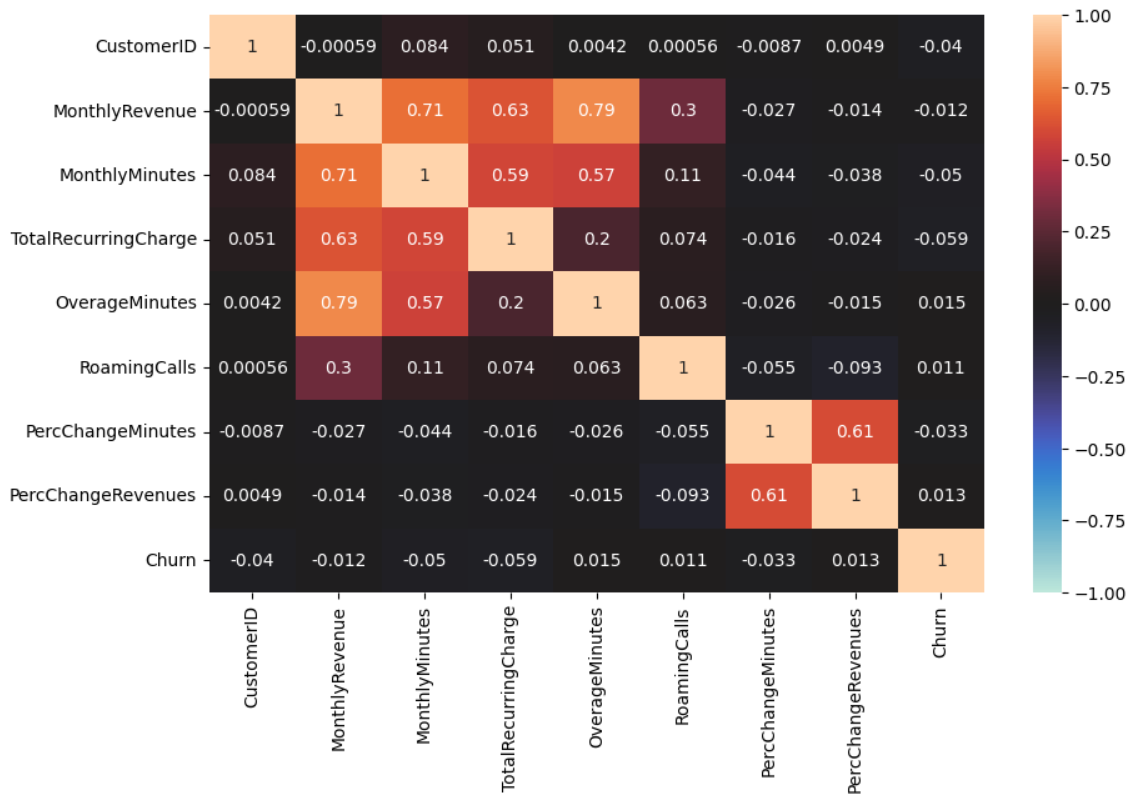 CustomerID 1 -0.00059 0.084 0.051 0.0042 0.00056 -0.0087 0.0049 -0.04
MonthlyRevenue -0.00059 1 0.71 0.63 0.79 0.3 -0.027 -0.014 -0.012
MonthlyMinutes 0.084 0.71 1 0.59 0.57 0.11 -0.044 -0.038 -0.05
TotalRecurringCharge 0.051 0.63 0.59 1 0.2 0.074 -0.016 -0.024 -0.059
OverageMinutes 0.0042 0.79 0.57 0.2 1 0.063 -0.026 -0.015 0.015
RoamingCalls 0.00056 0.3 0.11 0.074 0.063 1 -0.055 -0.093 0.011
PercChangeMinutes -0.0087 -0.027 -0.044 -0.016 -0.026 -0.055 1 0.61 -0.033
PercChangeRevenues 0.0049 -0.014 -0.038 -0.024 -0.015 -0.093 0.61 1 0.013
Churn -0.04 -0.012 -0.05 -0.059 0.015 0.011 -0.033 0.013 1
CustomerID
MonthlyRevenue
MonthlyMinutes
TotalRecurringCharge
OverageMinutes
RoamingCalls
PercChangeMinutes
PercChangeRevenues
Churn
1.00
0.75
0.50
0.25
0.00
−0.25
−0.50
−0.75
−1.00